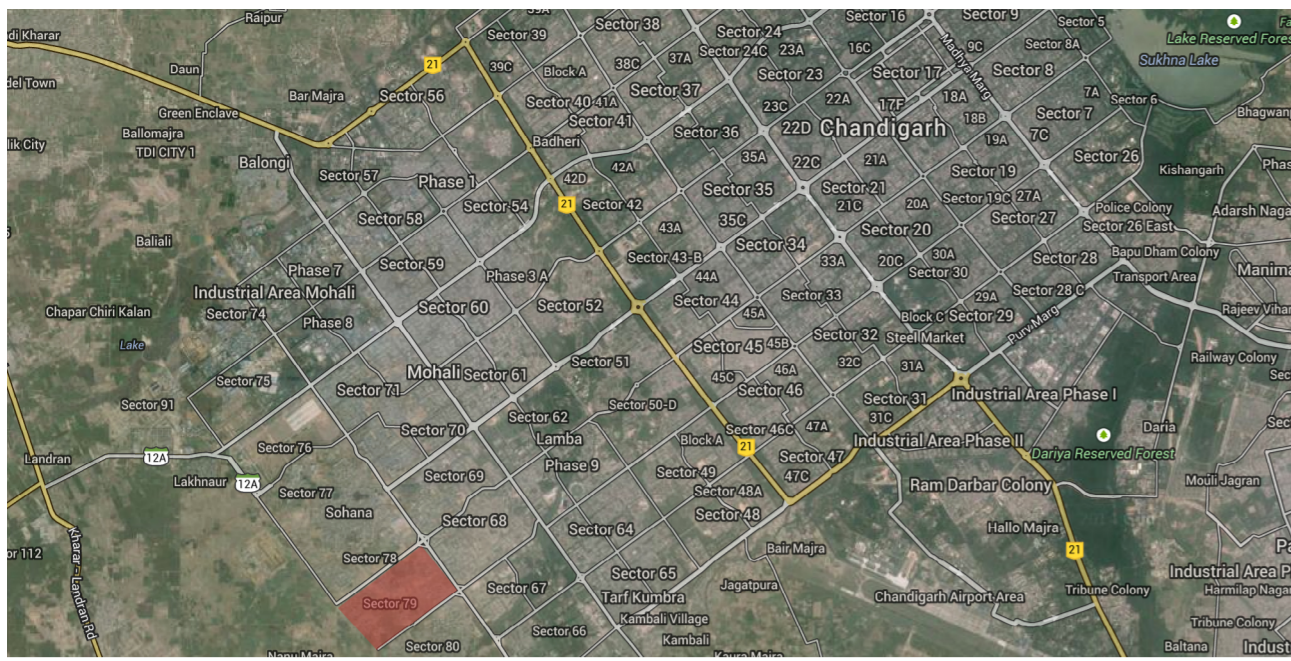 Raipur
39A
Sector 38
Sector 24
Sector 16
Sector 9
Sector 5
di Kharar
Sector 39
Sector 24C
23A
16C
9C
Sector 8A
Lake Reserved Fores
Daun
21
39C
Block A
38C
37A
Sector 23
Sector 17
Madhya Marg
Sector 8
Sukhna Lake
del Town
Bar Majra
Sector 56
Sector 40
41A
Sector 37
23C
22A
17F
18A
7A
Sector 6
Green Enclave
Sector 41
18B
Sector 7
Bhagwanp
Ballomajra
Badheri
Sector 36
22D
Chandigarh
19A
7C
lik City
TDI CITY 1
Balongi
42A
35A
22C
21A
Sector 26
Kishangarh
Phas
Sector 57
Phase 1
42D
Sector 35
Sector 21
Sector 19
Sector 58
Sector 54
21
Sector 42
21C
20A
Sector 19C
27A
Police Colony
Adarsh Naga
Baliali
43A
35C
Sector 20
Sector 27
Sector 26 East
Sector 59
Sector 43-B
Sector 34
30A
Bapu Dham Colony
Phase 7
Phase 3 A
44A
33A
20C
Sector 30
Sector 28
Transport Area
Manima
Industrial Area Mohali
Sector 60
Sector 52
Sector 44
Sector 33
29A
Sector 28 C
Chapar Chiri Kalan
Sector 74
Phase 8
45A
Block C
Sector 29
Rajeev Vihar
Lake
Sector 45
45B
Sector 32
Steel Market
Purv Marg
Sector 51
32C
31A
Railway Colony
Mohali
Sector 61
45C
46A
Sector 75
Sector 71
Sector 46
Sector 31
Industrial Area Phase I
Sector 91
Sector 50-D
31C
Sector 62
Sector 70
Lamba
Block A
21
Sector 46C
47A
Industrial Area Phase II
Daria
Sector 76
Sector 47
Dariya Reserved Forest
Landran
12A
Phase 9
Sector 49
47C
Lakhnaur
12A
Sector 69
Sector 48A
Ram Darbar Colony
Mouli Jagran
Sector 77
Sohana
Sector 68
Sector 64
Sector 48
Hallo Majra
or 112
Kharar - Landran Rd
Sector 78
Bair Majra
21
Sector 67
Sector 65
Jagatpura
Industrial Area P
Sector 79
Tarf Kumbra
Chandigarh Airport Area
Tribune Colony
Harmilap Nagar
Kambali Village
Sector 66
Kambali
Tribune Colony
Nanu Majra
Sector 80
Kaura Majra
Baltana
Indust